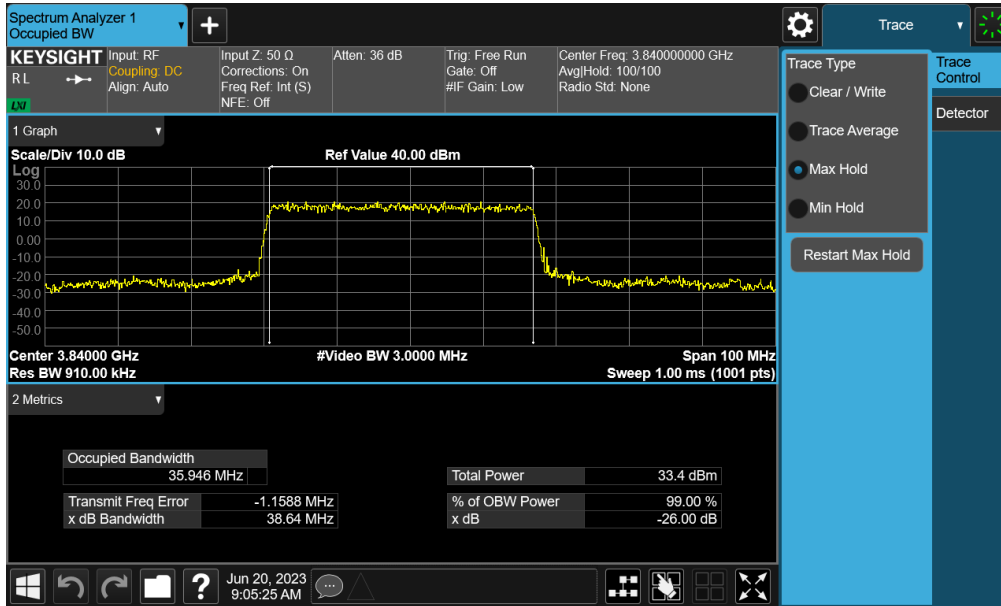 Spectrum Analyzer 1
Occupied BW
Trace
KEYSIGHT
RL
LXI
Input: RF
Coupling: DC
Align: Auto
Input Z: 50 Ω
Corrections: On
Freq Ref: Int (S)
NFE: Off
Atten: 36 dB
Trig: Free Run
Gate: Off
#IF Gain: Low
Center Freq: 3.840000000 GHz
Avg|Hold: 100/100
Radio Std: None
1 Graph
Scale/Div 10.0 dB
Ref Value 40.00 dBm
Log
30.0
20.0
10.0
0.00
-10.0
-20.0
-30.0
-40.0
-50.0
Center 3.84000 GHz
#Video BW 3.0000 MHz
Span 100 MHz
Res BW 910.00 kHz
Sweep 1.00 ms (1001 pts)
2 Metrics
Occupied Bandwidth
35.946 MHz
Transmit Freq Error -1.1588 MHz
x dB Bandwidth 38.64 MHz
Total Power 33.4 dBm
% of OBW Power 99.00 %
x dB -26.00 dB
Trace Type
Clear / Write
Trace Average
Max Hold
Min Hold
Restart Max Hold
Trace
Control
Detector
Jun 20, 2023
9:05:25 AM